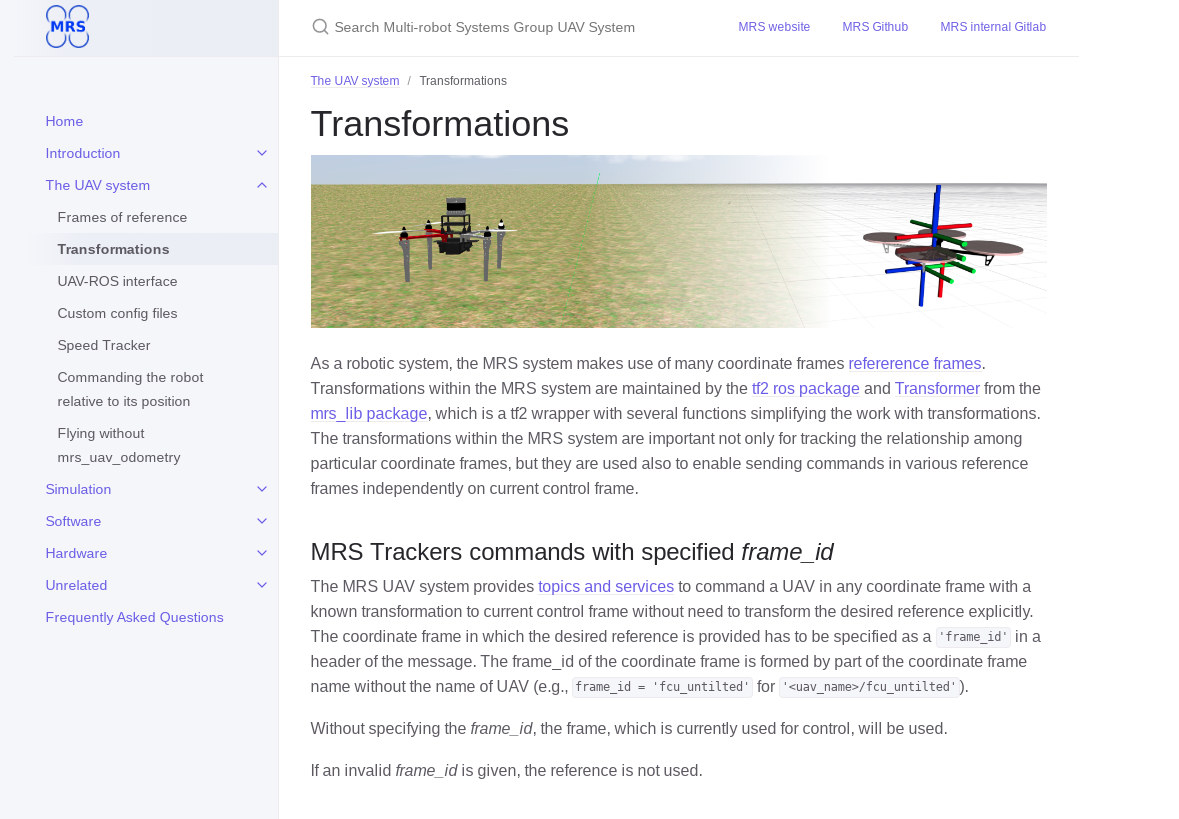 MRS
Search Multi-robot Systems Group UAV System
MRS website
MRS Github
MRS internal Gitlab
Home
Introduction
The UAV system
Frames of reference
Transformations
UAV-ROS interface
Custom config files
Speed Tracker
Commanding the robot
relative to its position
Flying without
mrs_uav_odometry
Simulation
Software
Hardware
Unrelated
Frequently Asked Questions
The UAV system / Transformations
Transformations
As a robotic system, the MRS system makes use of many coordinate frames refererence frames.
Transformations within the MRS system are maintained by the tf2 ros package and Transformer from the
mrs_lib package, which is a tf2 wrapper with several functions simplifying the work with transformations.
The transformations within the MRS system are important not only for tracking the relationship among
particular coordinate frames, but they are used also to enable sending commands in various reference
frames independently on current control frame.
MRS Trackers commands with specified frame_id
The MRS UAV system provides topics and services to command a UAV in any coordinate frame with a
known transformation to current control frame without need to transform the desired reference explicitly.
The coordinate frame in which the desired reference is provided has to be specified as a 'frame_id' in a
header of the message. The frame_id of the coordinate frame is formed by part of the coordinate frame
name without the name of UAV (e.g., frame_id = 'fcu_untilted' for '<uav_name>/fcu_untilted').
Without specifying the frame_id, the frame, which is currently used for control, will be used.
If an invalid frame_id is given, the reference is not used.